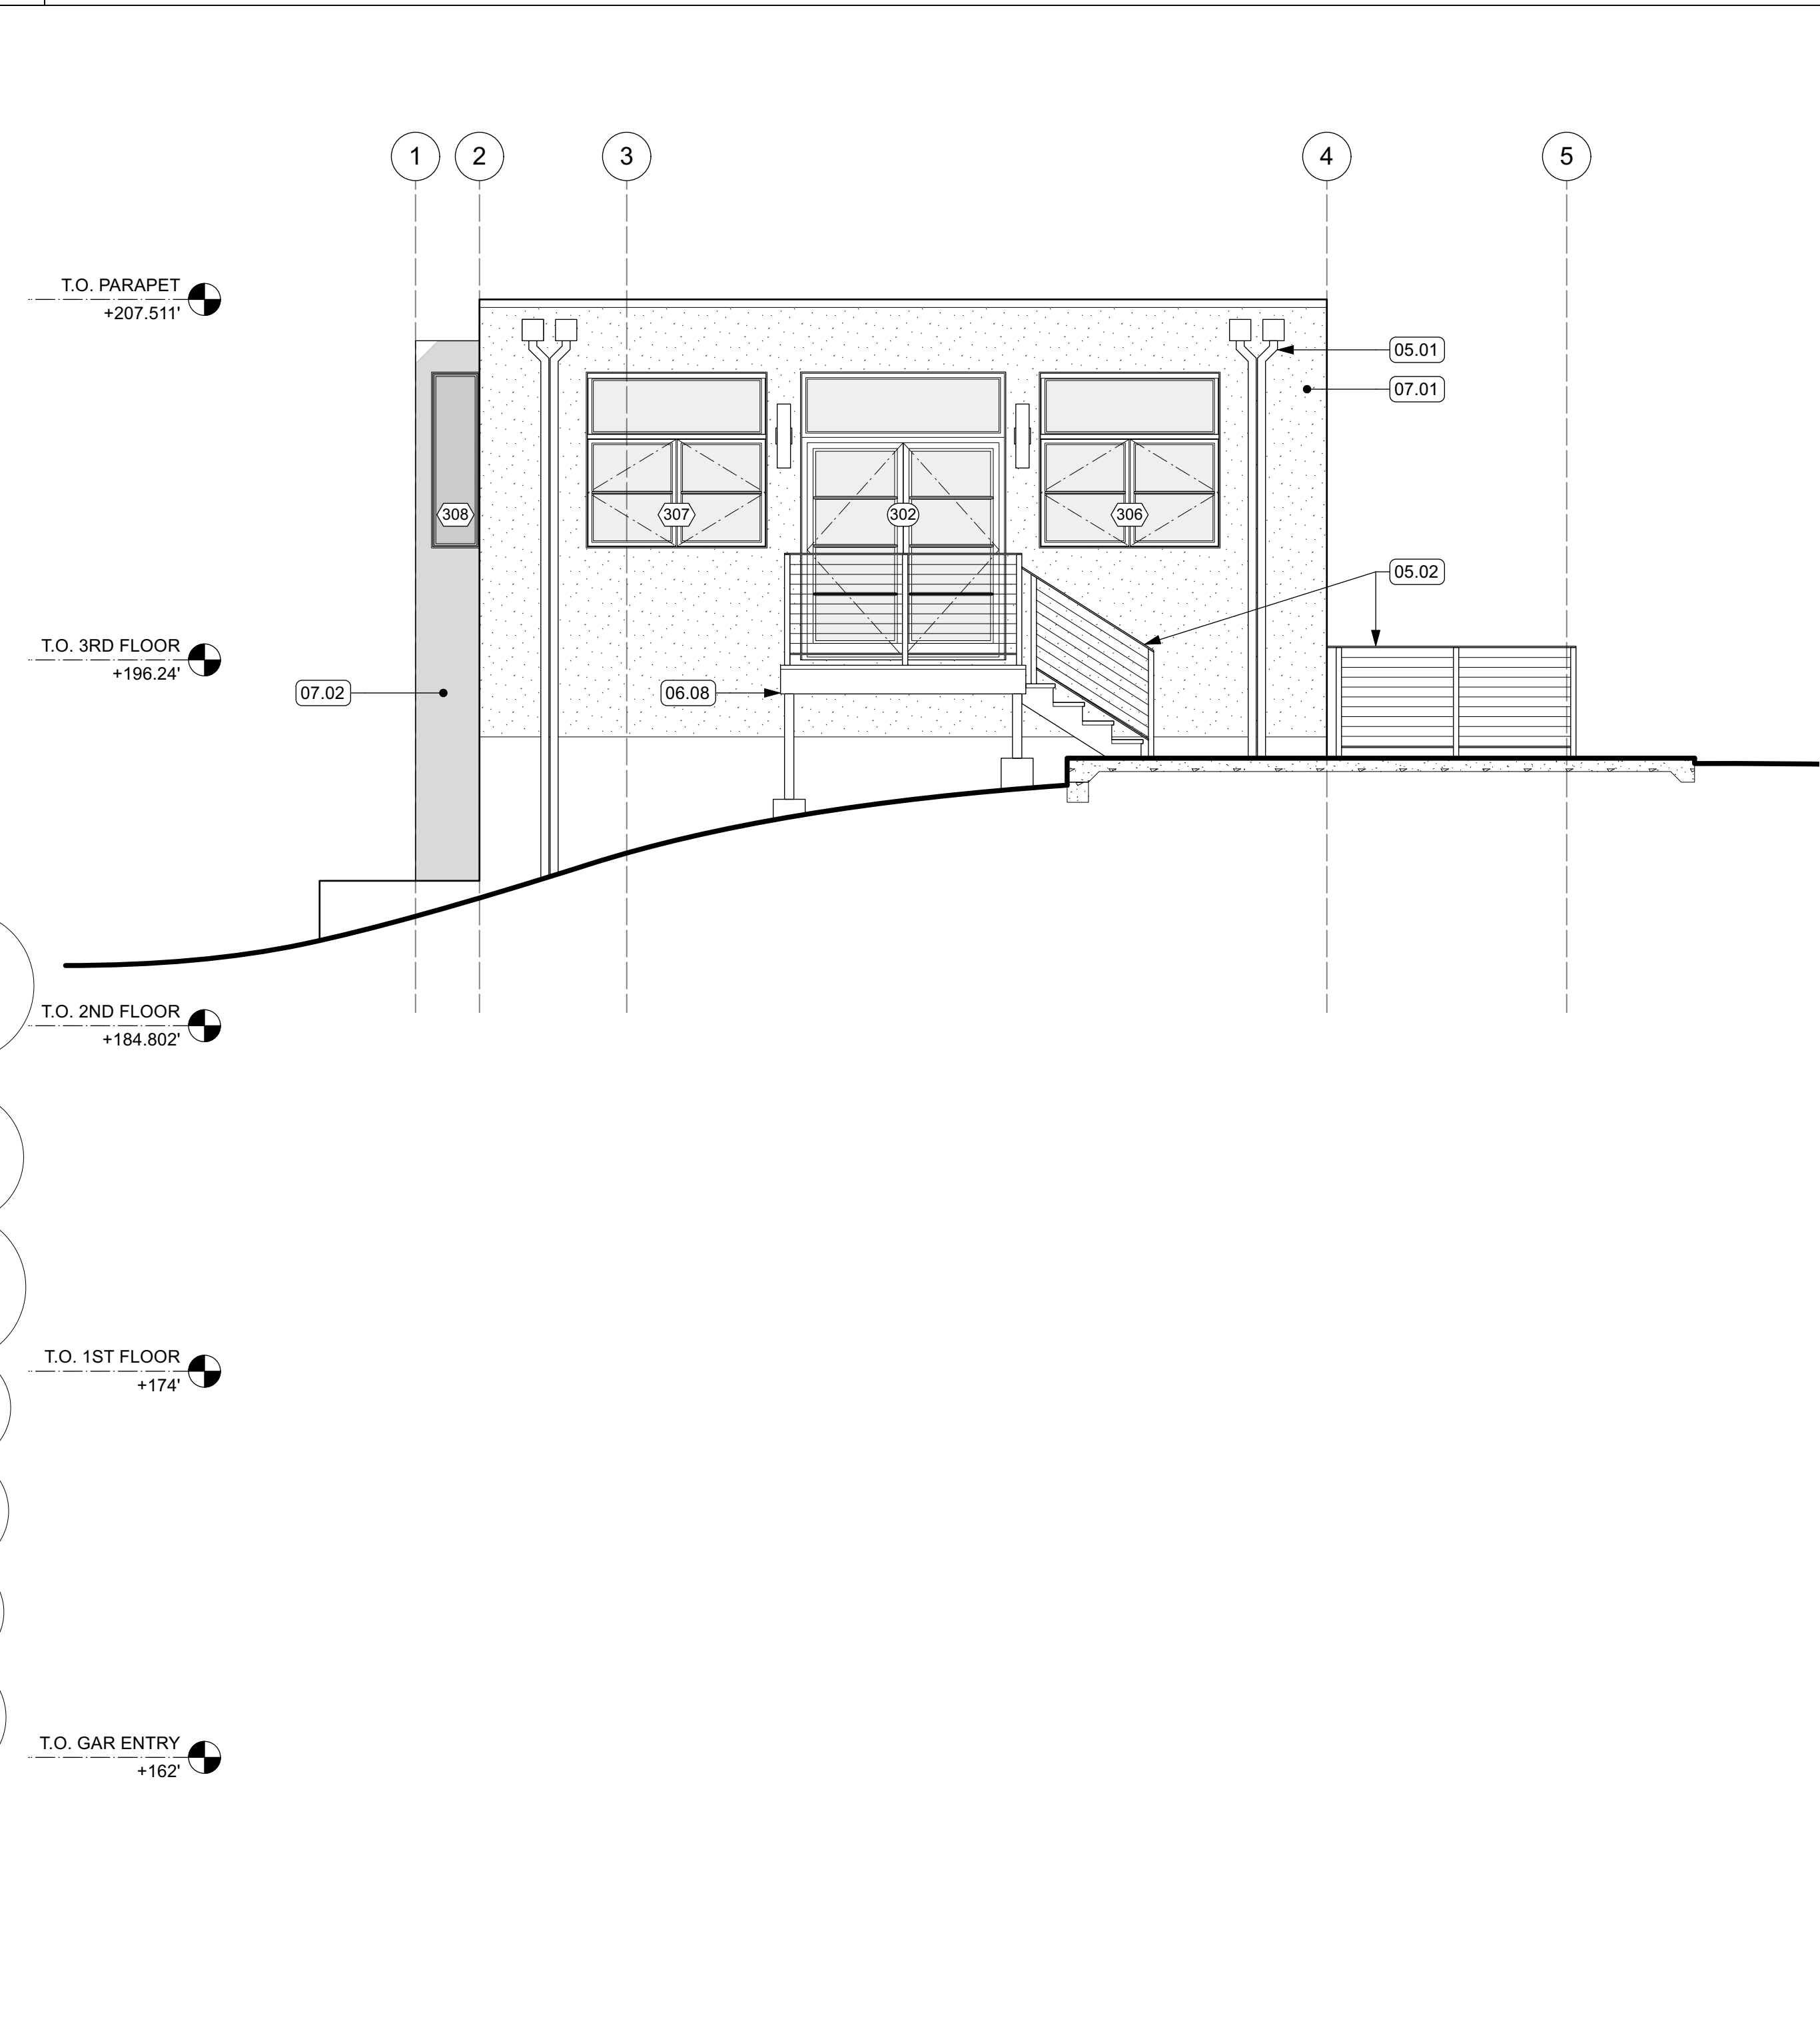 1 2 3 4 5
T.O. PARAPET
+207.511'
05.01
07.01
308 307 302 306
05.02
T.O. 3RD FLOOR
+196.24'
07.02 06.08
T.O. 2ND FLOOR
+184.802'
T.O. 1ST FLOOR
+174'
T.O. GAR ENTRY
+162'